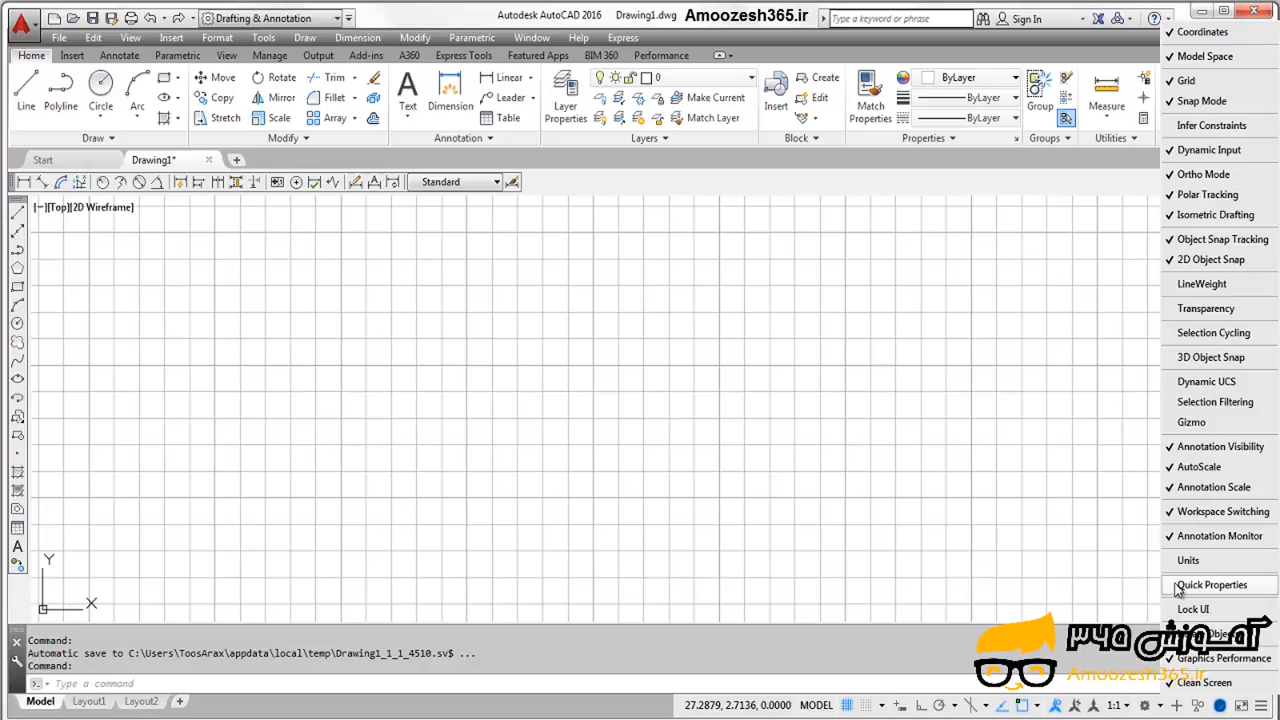 Drafting & Annotation
Autodesk AutoCAD 2016 Drawing1.dwg
Amoozesh365.ir
Type a keyword or phrase
Sign In
File Edit View Insert Format Tools Draw Dimension Modify Parametric Window Help Express
Home Insert Annotate Parametric View Manage Output Add-ins A360 Express Tools Featured Apps BIM 360 Performance
Line
Polyline
Circle
Arc
Draw
Move
Rotate
Trim
Copy
Mirror
Fillet
Stretch
Scale
Array
Modify
Text
Dimension
Linear
Leader
Table
Annotation
Layer
Properties
0
Make Current
Match Layer
Layers
Insert
Create
Edit
Block
Match
Properties
ByLayer
ByLayer
ByLayer
Properties
Group
Groups
Measure
Utilities
Start
Drawing1*
Standard
[−][Top][2D Wireframe]
Coordinates
Model Space
Grid
Snap Mode
Infer Constraints
Dynamic Input
Ortho Mode
Polar Tracking
Isometric Drafting
Object Snap Tracking
2D Object Snap
LineWeight
Transparency
Selection Cycling
3D Object Snap
Dynamic UCS
Selection Filtering
Gizmo
Annotation Visibility
AutoScale
Annotation Scale
Workspace Switching
Annotation Monitor
Units
Quick Properties
Lock UI
Graphics Performance
Clean Screen
Y
X
Command:
Automatic save to C:\Users\ToosArax\appdata\local\temp\Drawing1_1_1_4510.sv$ ...
Command:
Type a command
آموزش ۳۶۵
Amoozesh365.ir
Model Layout1 Layout2
27.2879, 2.7136, 0.0000 MODEL
1:1